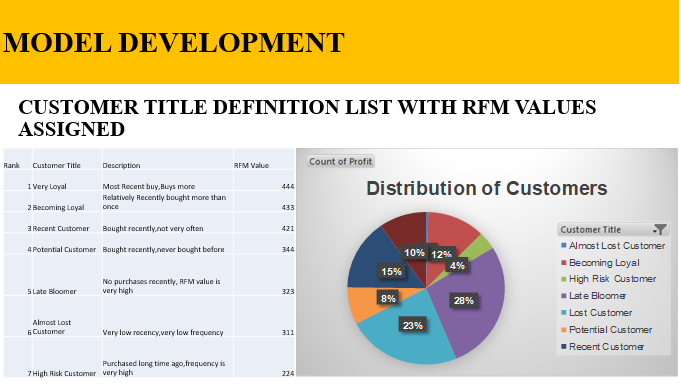 MODEL DEVELOPMENT
CUSTOMER TITLE DEFINITION LIST WITH RFM VALUES
ASSIGNED
Rank Customer Title Description RFM Value
1 Very Loyal Most Recent buy,Buys more 444
2 Becoming Loyal Relatively Recently bought more than once 433
3 Recent Customer Bought recently,not very often 421
4 Potential Customer Bought recently,never bought before 344
5 Late Bloomer No purchases recently, RFM value is very high 323
6 Almost Lost Customer Very low recency,very low frequency 311
7 High Risk Customer Purchased long time ago,frequency is very high 224
Count of Profit
Distribution of Customers
10% 12%
4%
15%
8%
28%
23%
Customer Title
Almost Lost Customer
Becoming Loyal
High Risk Customer
Late Bloomer
Lost Customer
Potential Customer
Recent Customer